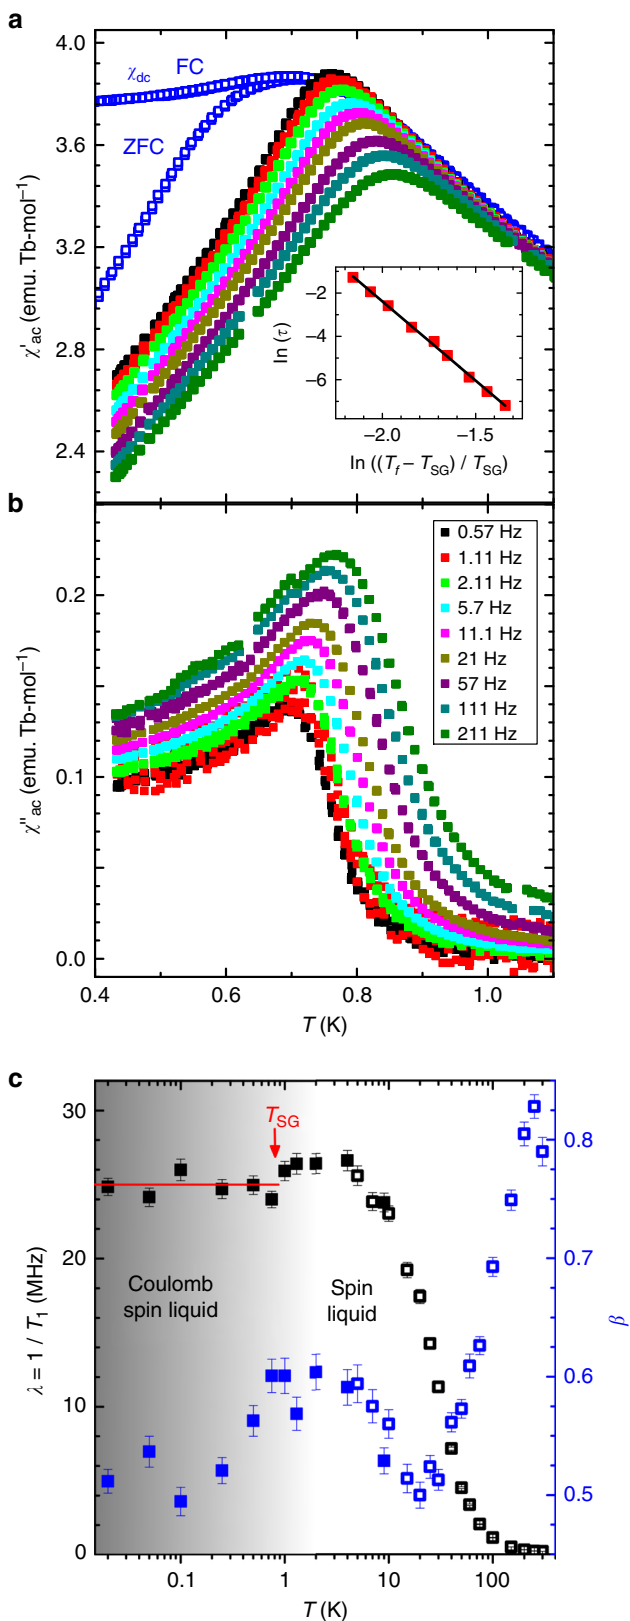 a
4.0
3.6
3.2
2.8
2.4
χ′ac (emu. Tb-mol⁻¹)
χdc
FC
ZFC
−2
−4
−6
ln (τ)
−2.0
−1.5
ln ((Tf − TSG) / TSG)
b
0.2
0.1
0.0
χ″ac (emu. Tb-mol⁻¹)
0.57 Hz
1.11 Hz
2.11 Hz
5.7 Hz
11.1 Hz
21 Hz
57 Hz
111 Hz
211 Hz
0.4
0.6
0.8
1.0
T (K)
c
30
20
10
0
λ = 1 / T1 (MHz)
TSG
Coulomb
spin liquid
Spin
liquid
0.8
0.7
0.6
0.5
β
0.1
1
10
100
T (K)